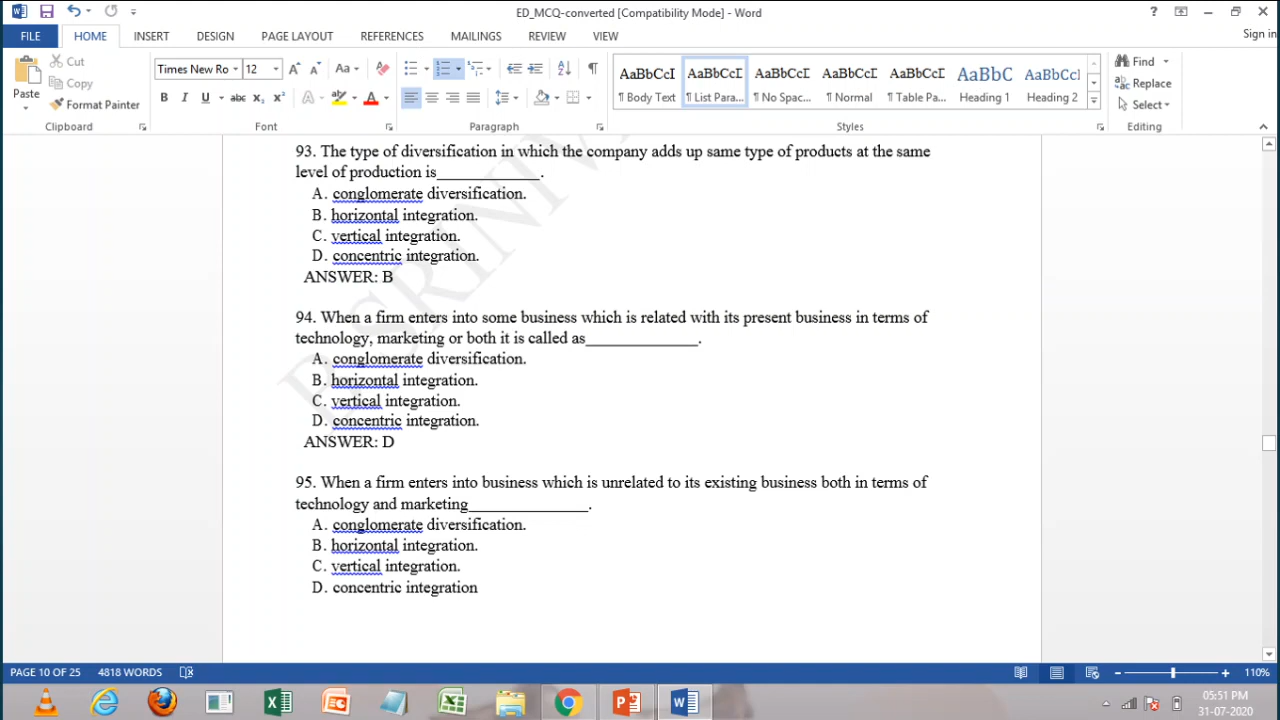 ED_MCQ-converted [Compatibility Mode] - Word
?
Sign in
FILE HOME INSERT DESIGN PAGE LAYOUT REFERENCES MAILINGS REVIEW VIEW
Paste
Cut
Copy
Format Painter
Clipboard
Times New Ro 12
B I U abc x₂ x²
Font
Paragraph
AaBbCcI AaBbCcI AaBbCcI AaBbCcI AaBbCcI AaBbC AaBbCcl
¶ Body Text ¶ List Para... ¶ No Spac... ¶ Normal ¶ Table Pa... Heading 1 Heading 2
Styles
Find
Replace
Select
Editing
93. The type of diversification in which the company adds up same type of products at the same
level of production is____________.
A. conglomerate diversification.
B. horizontal integration.
C. vertical integration.
D. concentric integration.
ANSWER: B
94. When a firm enters into some business which is related with its present business in terms of
technology, marketing or both it is called as_____________.
A. conglomerate diversification.
B. horizontal integration.
C. vertical integration.
D. concentric integration.
ANSWER: D
95. When a firm enters into business which is unrelated to its existing business both in terms of
technology and marketing______________.
A. conglomerate diversification.
B. horizontal integration.
C. vertical integration.
D. concentric integration
PAGE 10 OF 25 4818 WORDS
110%
05:51 PM
31-07-2020